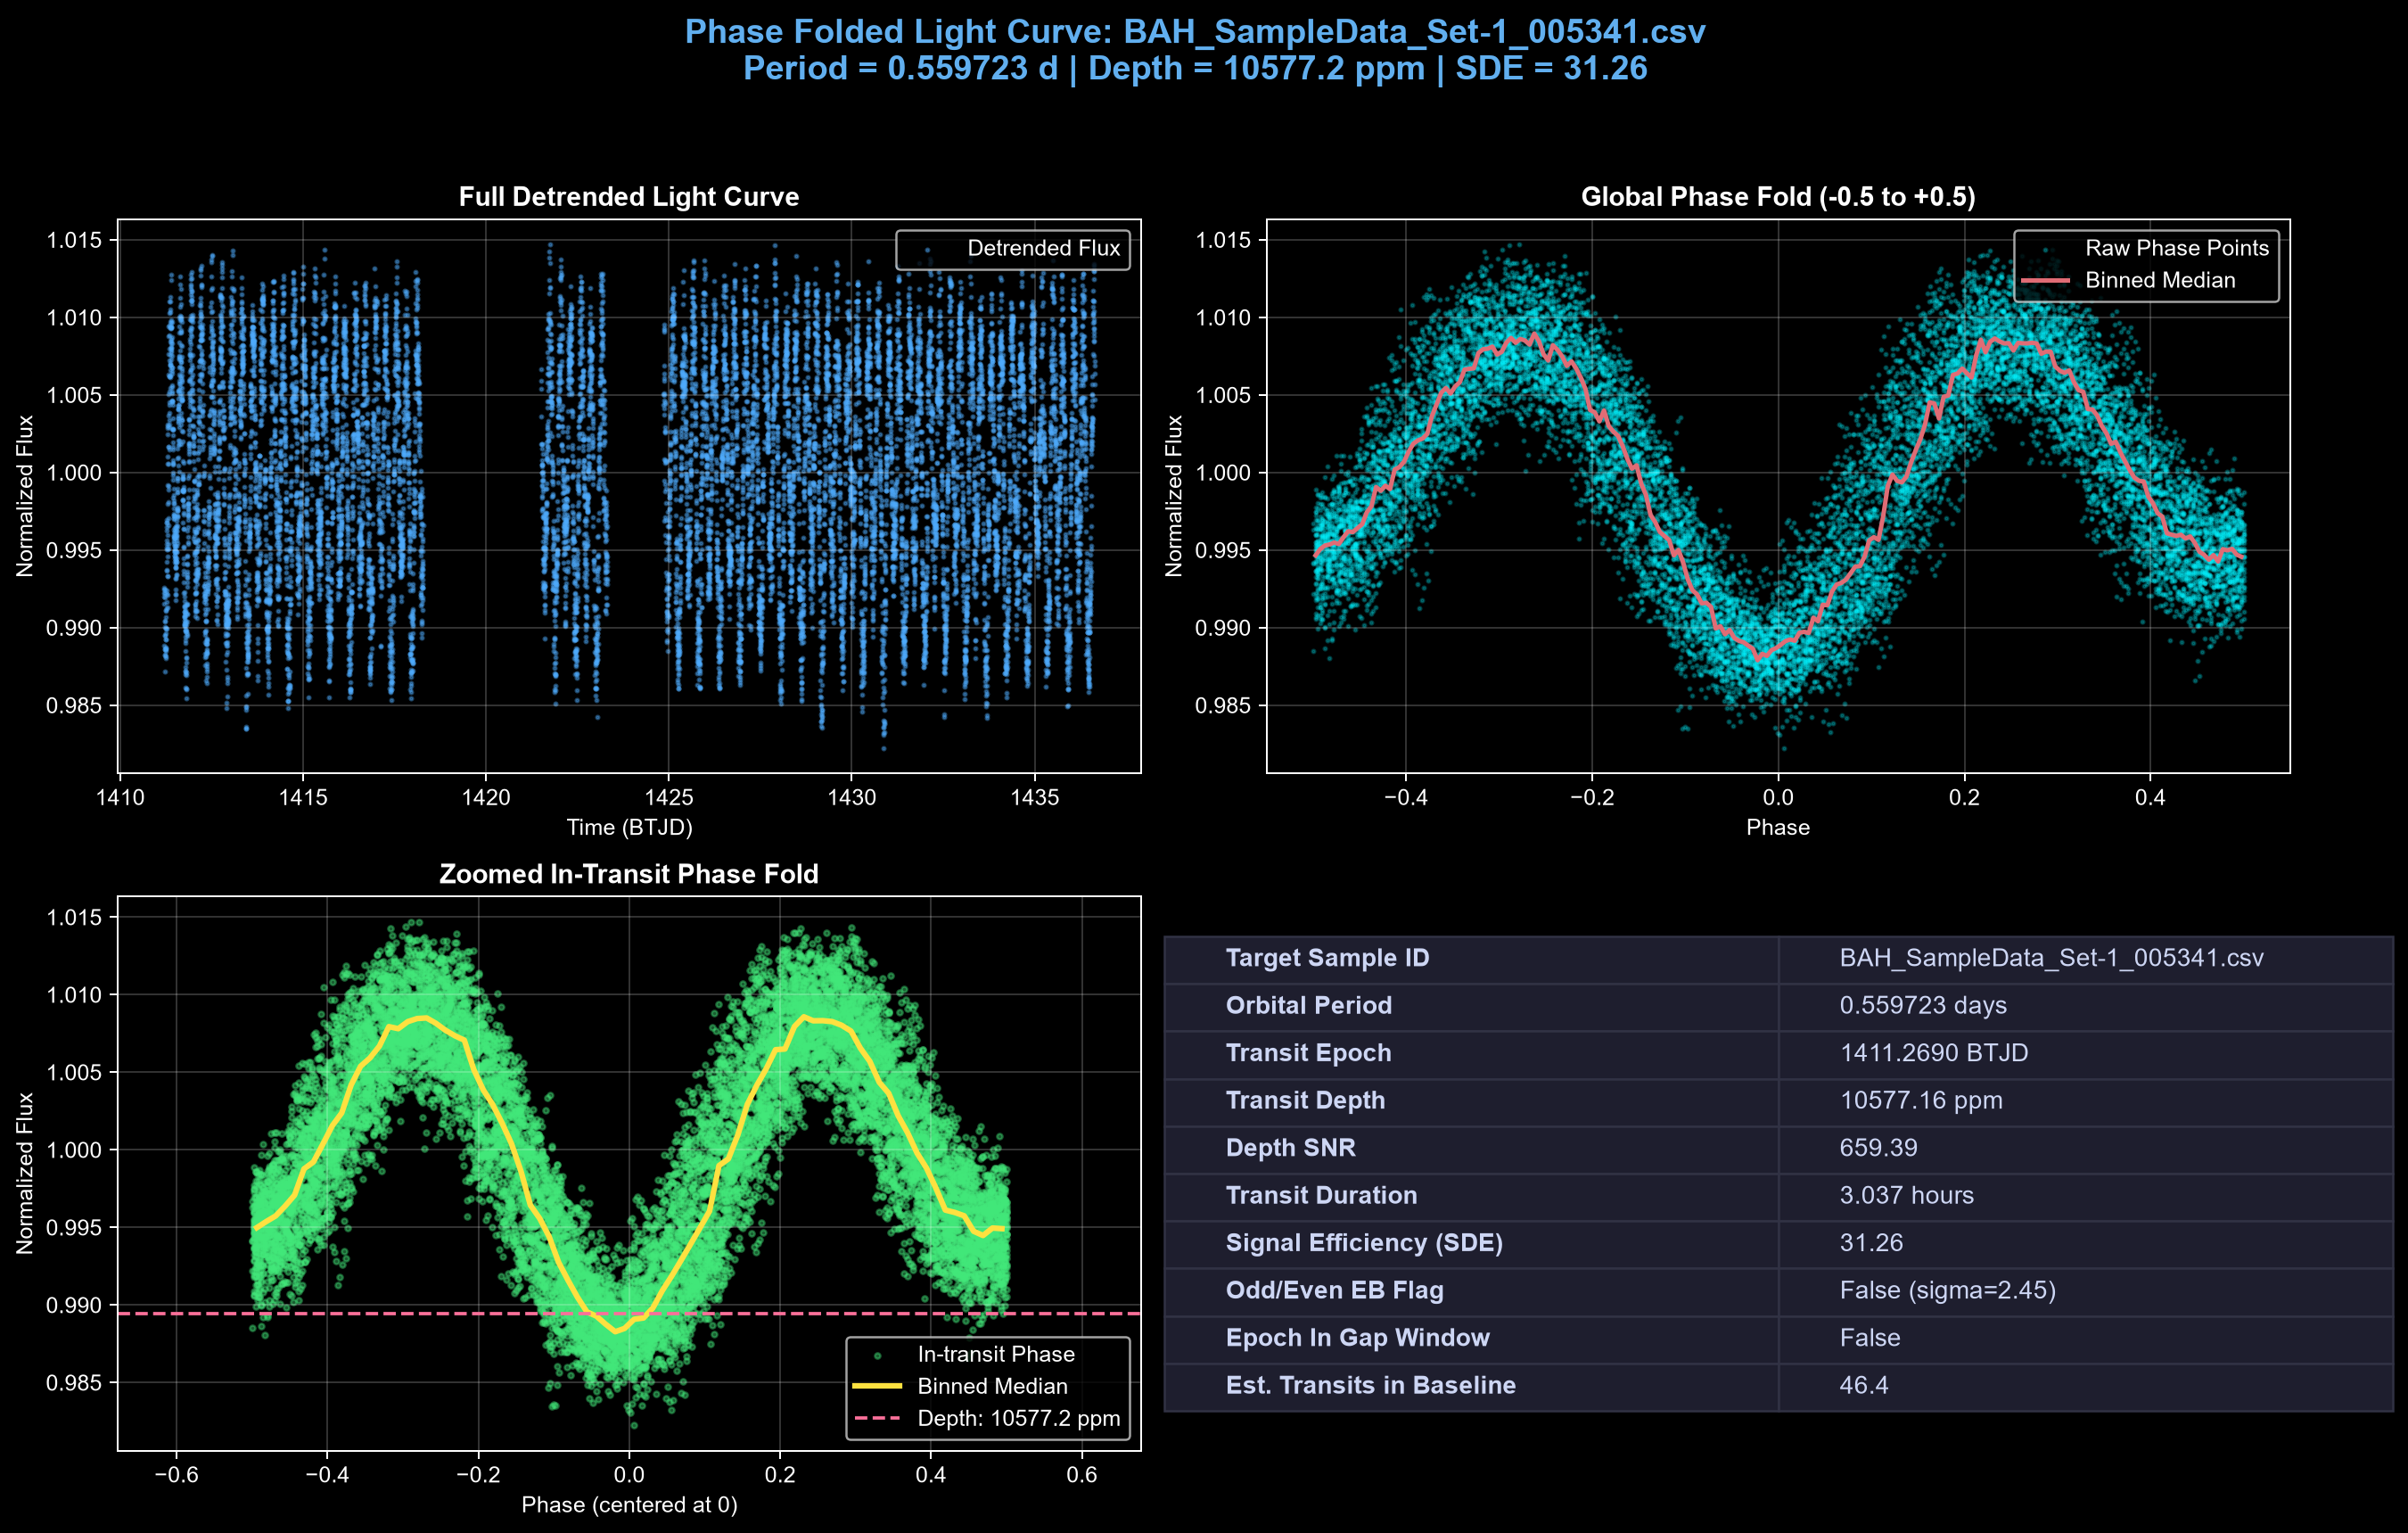 Phase Folded Light Curve: BAH_SampleData_Set-1_005341.csv
Period = 0.559723 d | Depth = 10577.2 ppm | SDE = 31.26
Full Detrended Light Curve
Normalized Flux
1.015
1.010
1.005
1.000
0.995
0.990
0.985
Detrended Flux
1410 1415 1420 1425 1430 1435
Time (BTJD)
Global Phase Fold (-0.5 to +0.5)
Normalized Flux
1.015
1.010
1.005
1.000
0.995
0.990
0.985
Raw Phase Points
Binned Median
−0.4 −0.2 0.0 0.2 0.4
Phase
Zoomed In-Transit Phase Fold
Normalized Flux
1.015
1.010
1.005
1.000
0.995
0.990
0.985
In-transit Phase
Binned Median
Depth: 10577.2 ppm
−0.6 −0.4 −0.2 0.0 0.2 0.4 0.6
Phase (centered at 0)
Target Sample ID BAH_SampleData_Set-1_005341.csv
Orbital Period 0.559723 days
Transit Epoch 1411.2690 BTJD
Transit Depth 10577.16 ppm
Depth SNR 659.39
Transit Duration 3.037 hours
Signal Efficiency (SDE) 31.26
Odd/Even EB Flag False (sigma=2.45)
Epoch In Gap Window False
Est. Transits in Baseline 46.4